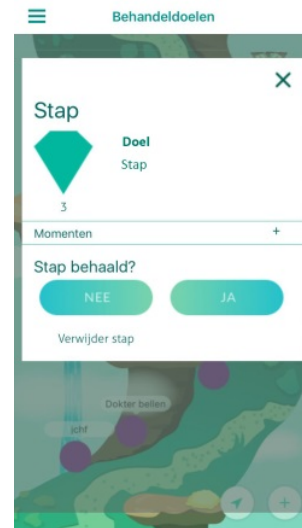 Behandeldoelen
Stap
Doel
Stap
3
Momenten +
Stap behaald?
NEE JA
Verwijder stap
Dokter bellen
jchf
+